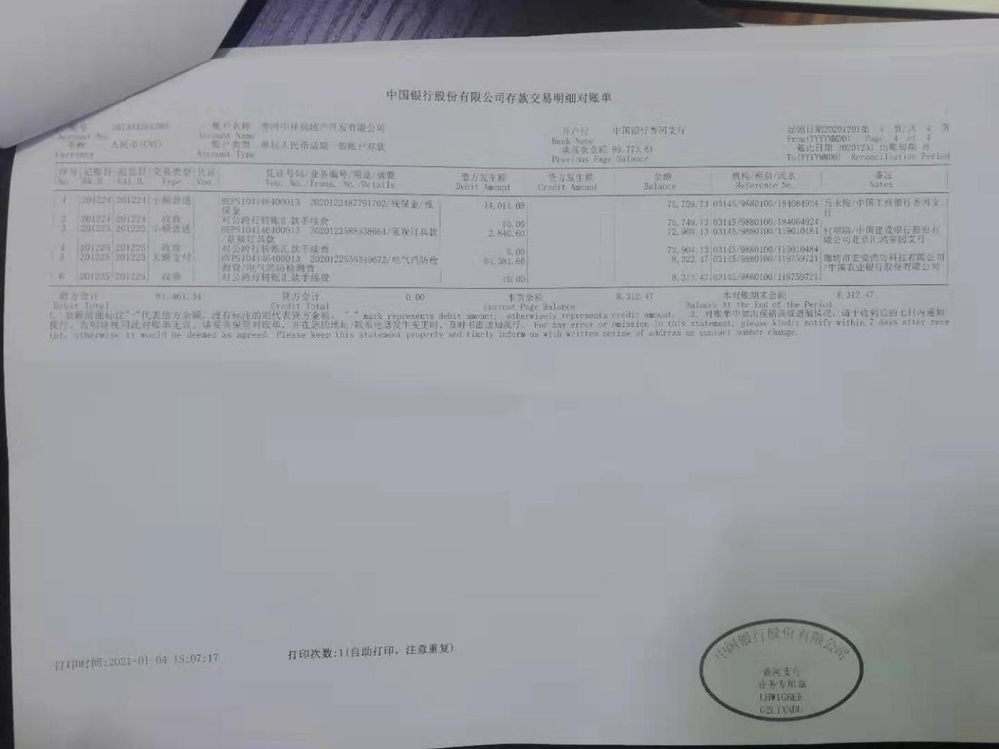 中国银行股份有限公司存款交易明细对账单
账户名称 香河中林房地产开发有限公司
Account No. Account Name
开户行 中国银行香河支行
Bank Name
起始日期20201201第 4 页/共 4 页
From(YYYYMMDD) Page 4 of 4
人民币(CNY) 账户类型 单位人民币活期一般账户存款
Currency Account Type
承前页余额 89,773.81
Previous Page Balance
截止日期 20201231 出账周期 月
To(YYYYMMDD) Reconciliation Period
序号 记账日 起息日 交易类型 凭证 凭证号码/业务编号/用途/摘要 借方发生额 贷方发生额 余额 机构/柜员/流水 备注
No. Bk.D. Val.D. Type Vou. Vou. No./Trans. No./Details Debit Amount Credit Amount Balance Reference No. Notes
1 201224 201224 小额普通 BEPS104146400013 2020122487291702/残保金/残 14,014.08 75,759.73 03145/9880100/184064924 马永俊/中国工商银行香河支
保金 行
2 201224 201224 收费 对公跨行转账汇款手续费 10.00 75,749.73 03145/9880100/184064924
3 201225 201225 小额普通 BEPS104146400013 2020122588538664/景观灯具款 2,840.60 72,909.13 03145/9880100/119010484 付明瑞/中国建设银行股份有
/景观灯具款 限公司北京汇鸿家园支行
4 201225 201225 收费 对公跨行转账汇款手续费 5.00 72,904.13 03145/9880100/119010484
5 201225 201225 大额支付 HVPS104146400013 2020122555349672/电气消防检 64,581.66 8,322.47 03145/9880100/119759721 廊坊市宏安消防科技有限公司
测费/电气消防检测费 /中国农业银行股份有限公司
6 201225 201225 收费 对公跨行转账汇款手续费 10.00 8,312.47 03145/9880100/119759721
借方合计 81,461.34 贷方合计 0.00 本页余额 8,312.47 本对账期末余额 8,312.47
Debit Total Credit Total Current Page Balance Balance At the End of the Period
1. 余额前面标注"-"代表借方金额, 没有标注的则代表贷方金额, "-" mark represents debit amount; otherwise represents credit amount. 2. 对账单中如出现错误或遗漏情况, 请于收到后的七日内通知
我行, 否则将视同此对账单无误, 请妥善保管对账单, 并在您的地址/联系电话发生变更时, 及时书面通知我行. For any error or omission in this statement, please kindly notify within 7 days after rece
ipt, otherwise it would be deemed as agreed. Please keep this statement properly and timely inform us with written notice of address or contact number change.
打印时间:2021-01-04 15:07:17
打印次数:1(自助打印, 注意重复)
中国银行股份有限公司
香河支行
业务专用章